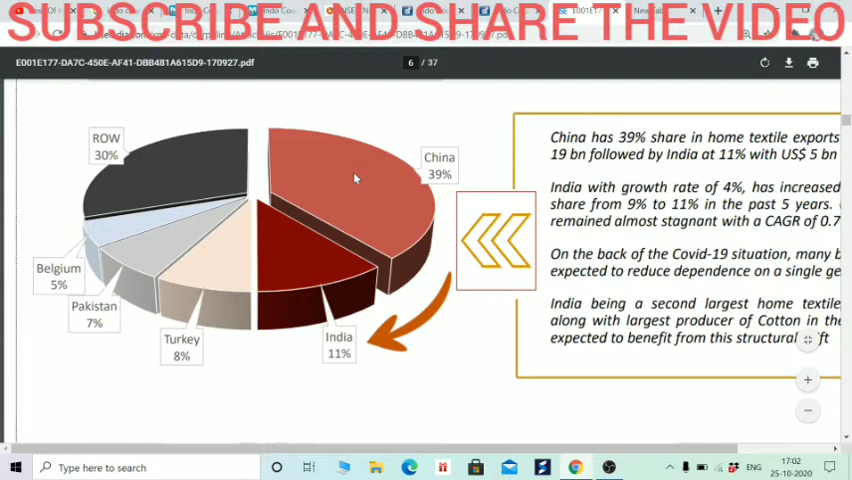 SUBSCRIBE AND SHARE THE VIDEO
E001E177-DA7C-450E-AF41-DBB481A615D9-170927.pdf
6 / 37
ROW
30%
China
39%
Belgium
5%
Pakistan
7%
Turkey
8%
India
11%
China has 39% share in home textile exports
19 bn followed by India at 11% with US$ 5 bn
India with growth rate of 4%, has increased
share from 9% to 11% in the past 5 years.
remained almost stagnant with a CAGR of 0.7
On the back of the Covid-19 situation, many b
expected to reduce dependence on a single ge
India being a second largest home textile
along with largest producer of Cotton in the
expected to benefit from this structural
Type here to search
ENG
17:02
25-10-2020